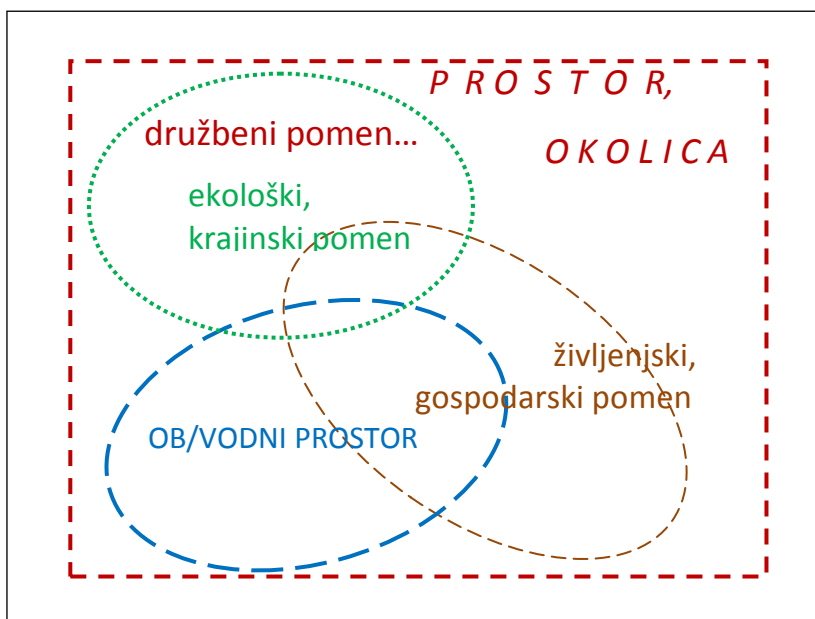 P R O S T O R,
O K O L I C A
družbeni pomen...
ekološki,
krajinski pomen
življenjski,
gospodarski pomen
OB/VODNI PROSTOR